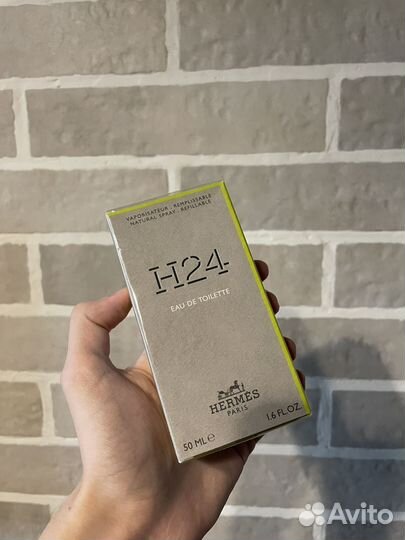 VAPORISATEUR . REMPLISSABLE
NATURAL SPRAY . REFILLABLE
H24
EAU DE TOILETTE
HERMÈS
PARIS
50 ML ℮
1.6 FL.OZ.
Avito